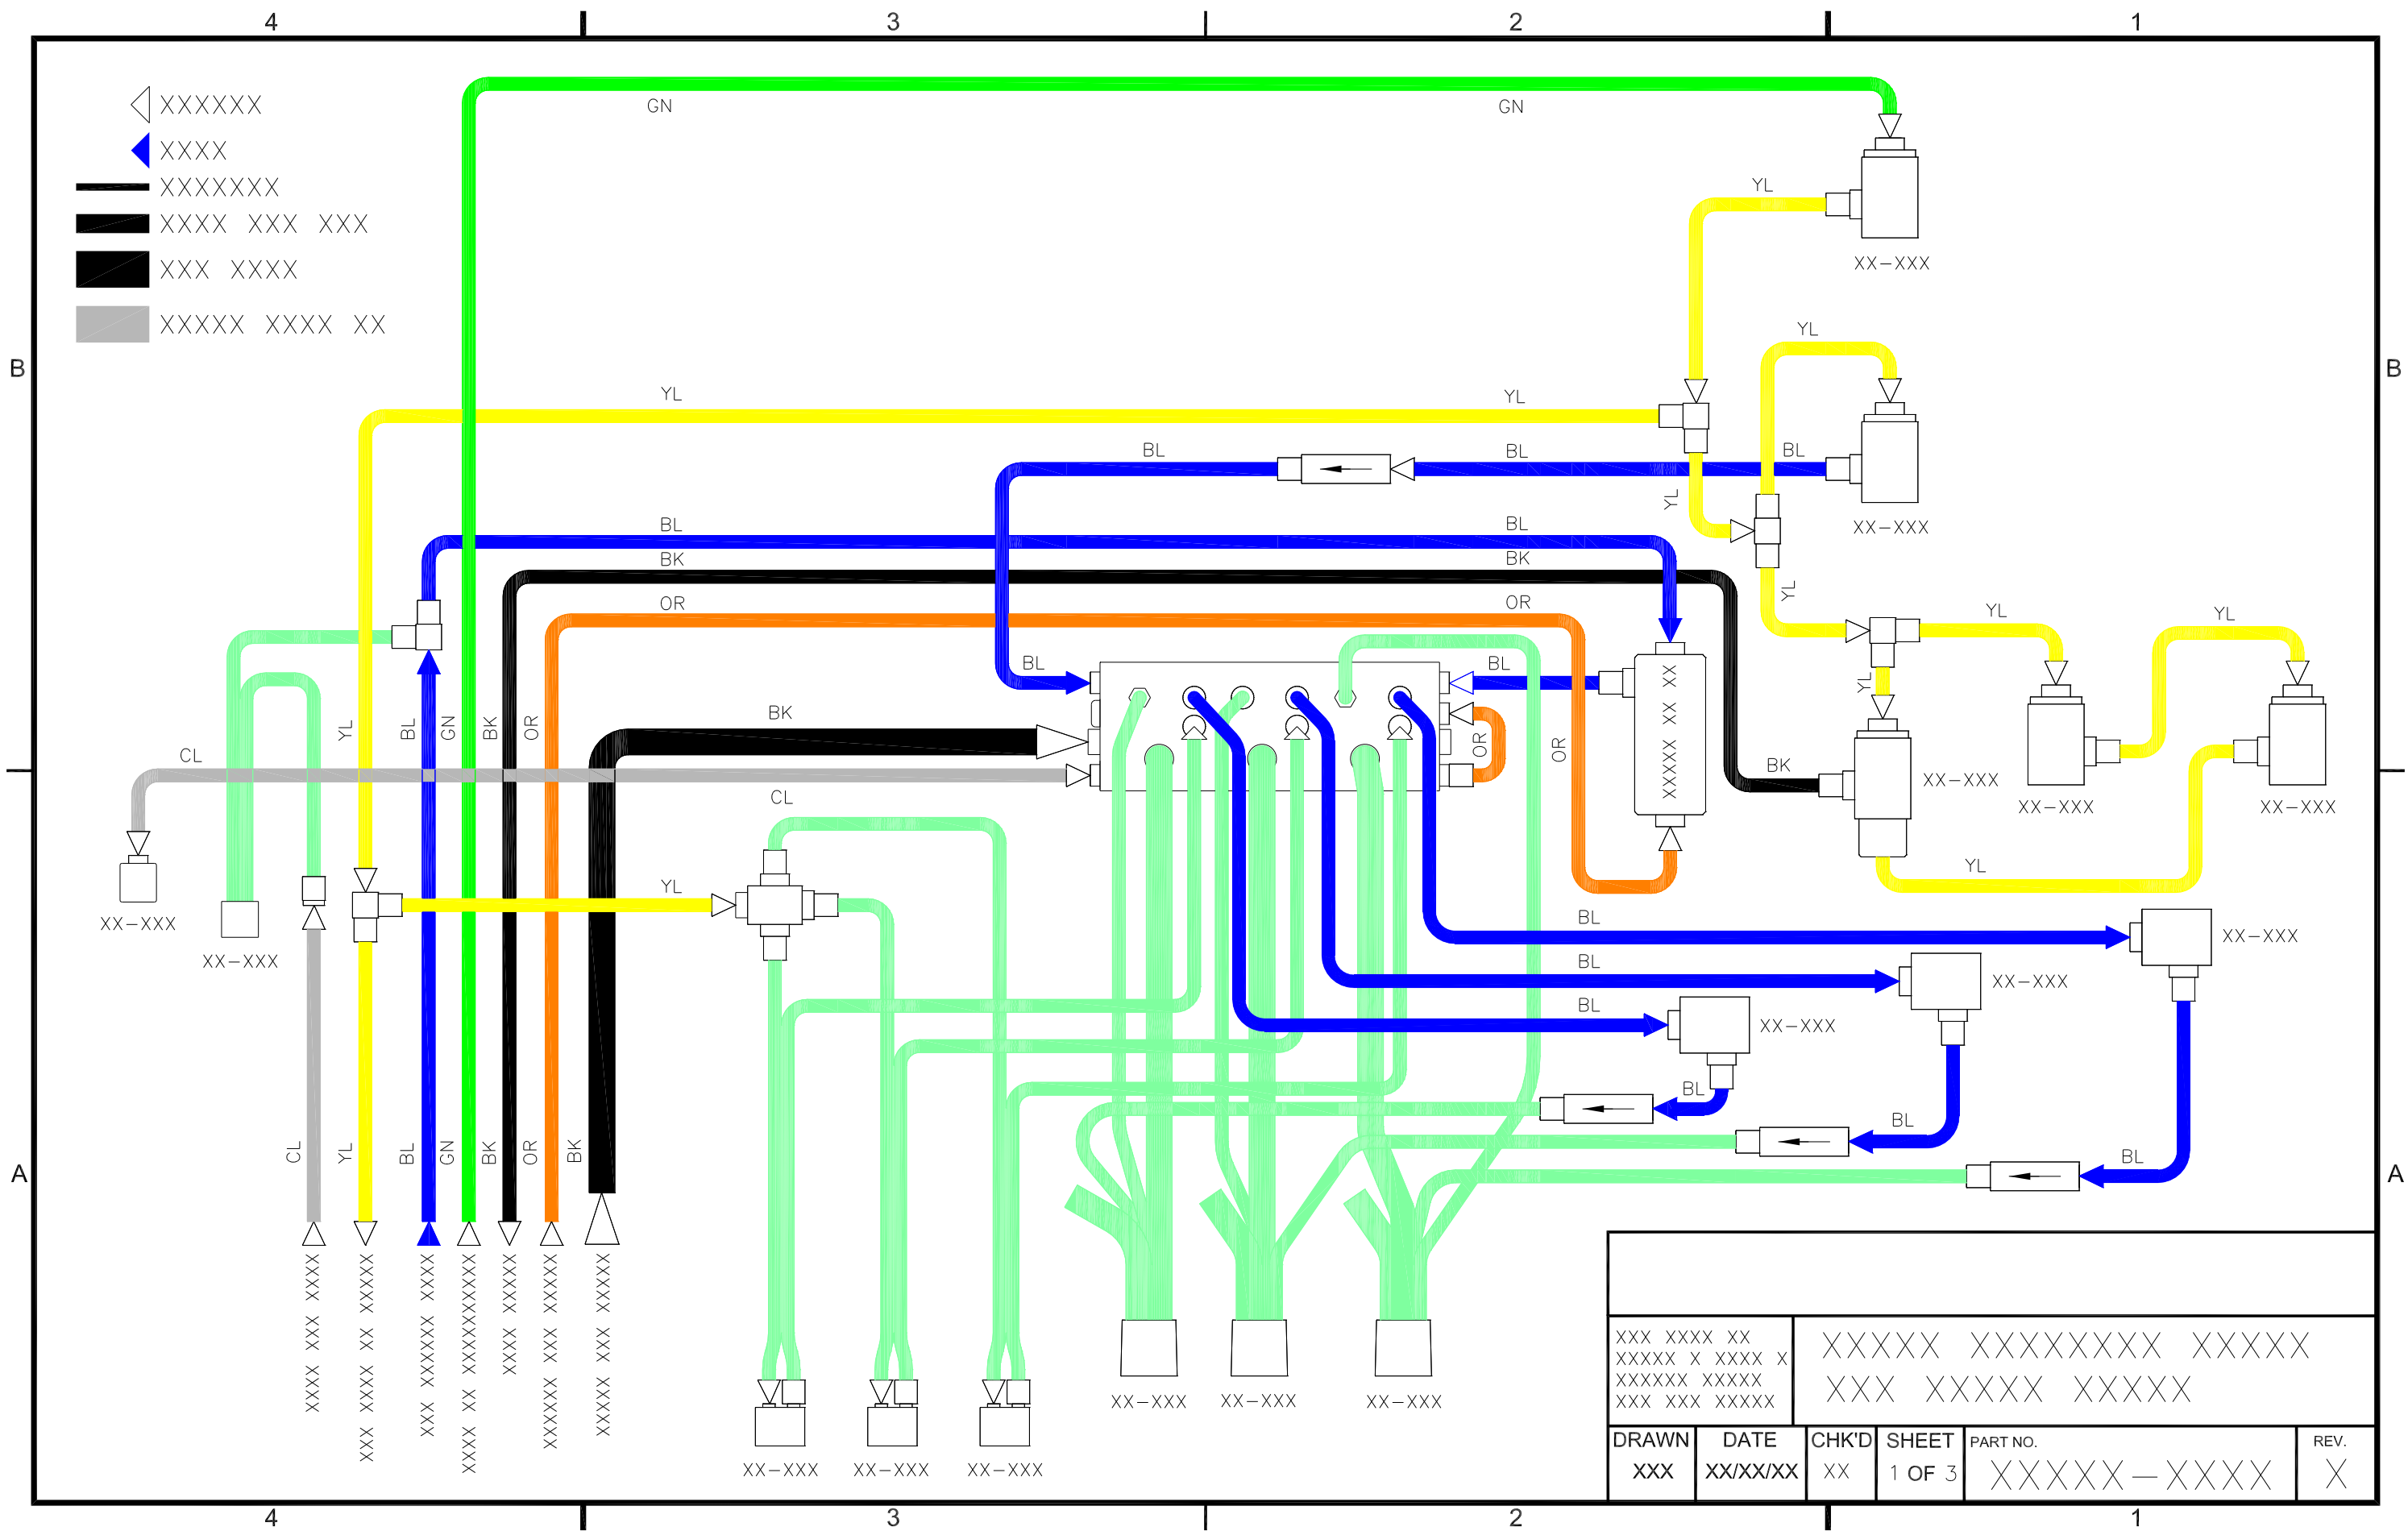 4 3 2 1
XXXXXX
XXXX
XXXXXXX
XXXX XXX XXX
XXX XXXX
XXXXX XXXX XX
GN GN
YL
XX-XXX
YL
B B
YL YL
BL BL BL
YL
XX-XXX
BL BL
BK BK
YL
OR OR
YL YL
BL BL
YL
XXXXX XX XX
BK
YL BL GN BK OR
OR
OR
CL
BK
XX-XXX
XX-XXX
XX-XXX
CL
YL
YL
XX-XXX
XX-XXX
BL
XX-XXX
BL
XX-XXX
BL
XX-XXX
BL
BL
BL
CL YL BL GN BK OR BK
A A
XXXX XXX XXXX
XXX XXXX XX XXXX
XX-XXX XX-XXX XX-XXX
XX-XXX XX-XXX XX-XXX
XXX XXXX XX
XXXXX X XXXX X
XXXXXX XXXXX
XXX XXX XXXXX
XXXXX XXXXXXXX XXXXX
XXX XXXXX XXXXX
DRAWN DATE CHK'D SHEET PART NO. REV.
XXX XX/XX/XX XX 1 OF 3 XXXXX-XXXX X
4 3 2 1